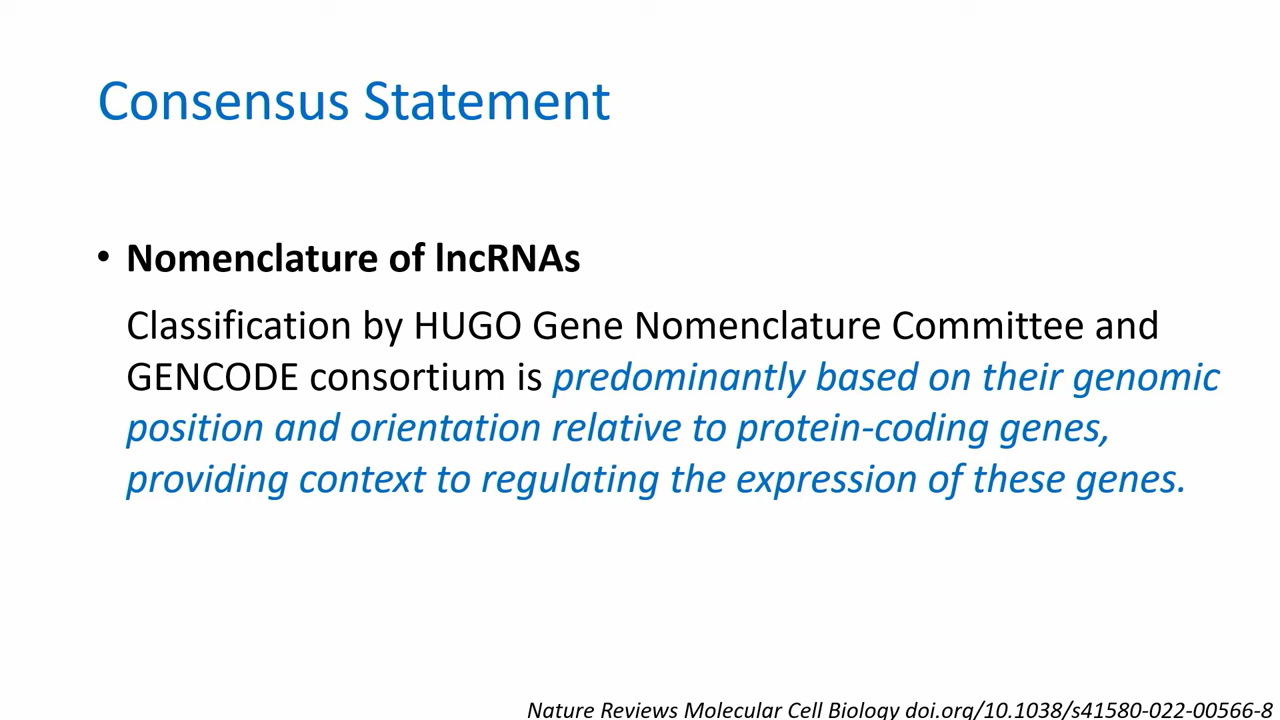 Consensus Statement
• Nomenclature of lncRNAs
Classification by HUGO Gene Nomenclature Committee and
GENCODE consortium is predominantly based on their genomic
position and orientation relative to protein-coding genes,
providing context to regulating the expression of these genes.
Nature Reviews Molecular Cell Biology doi.org/10.1038/s41580-022-00566-8